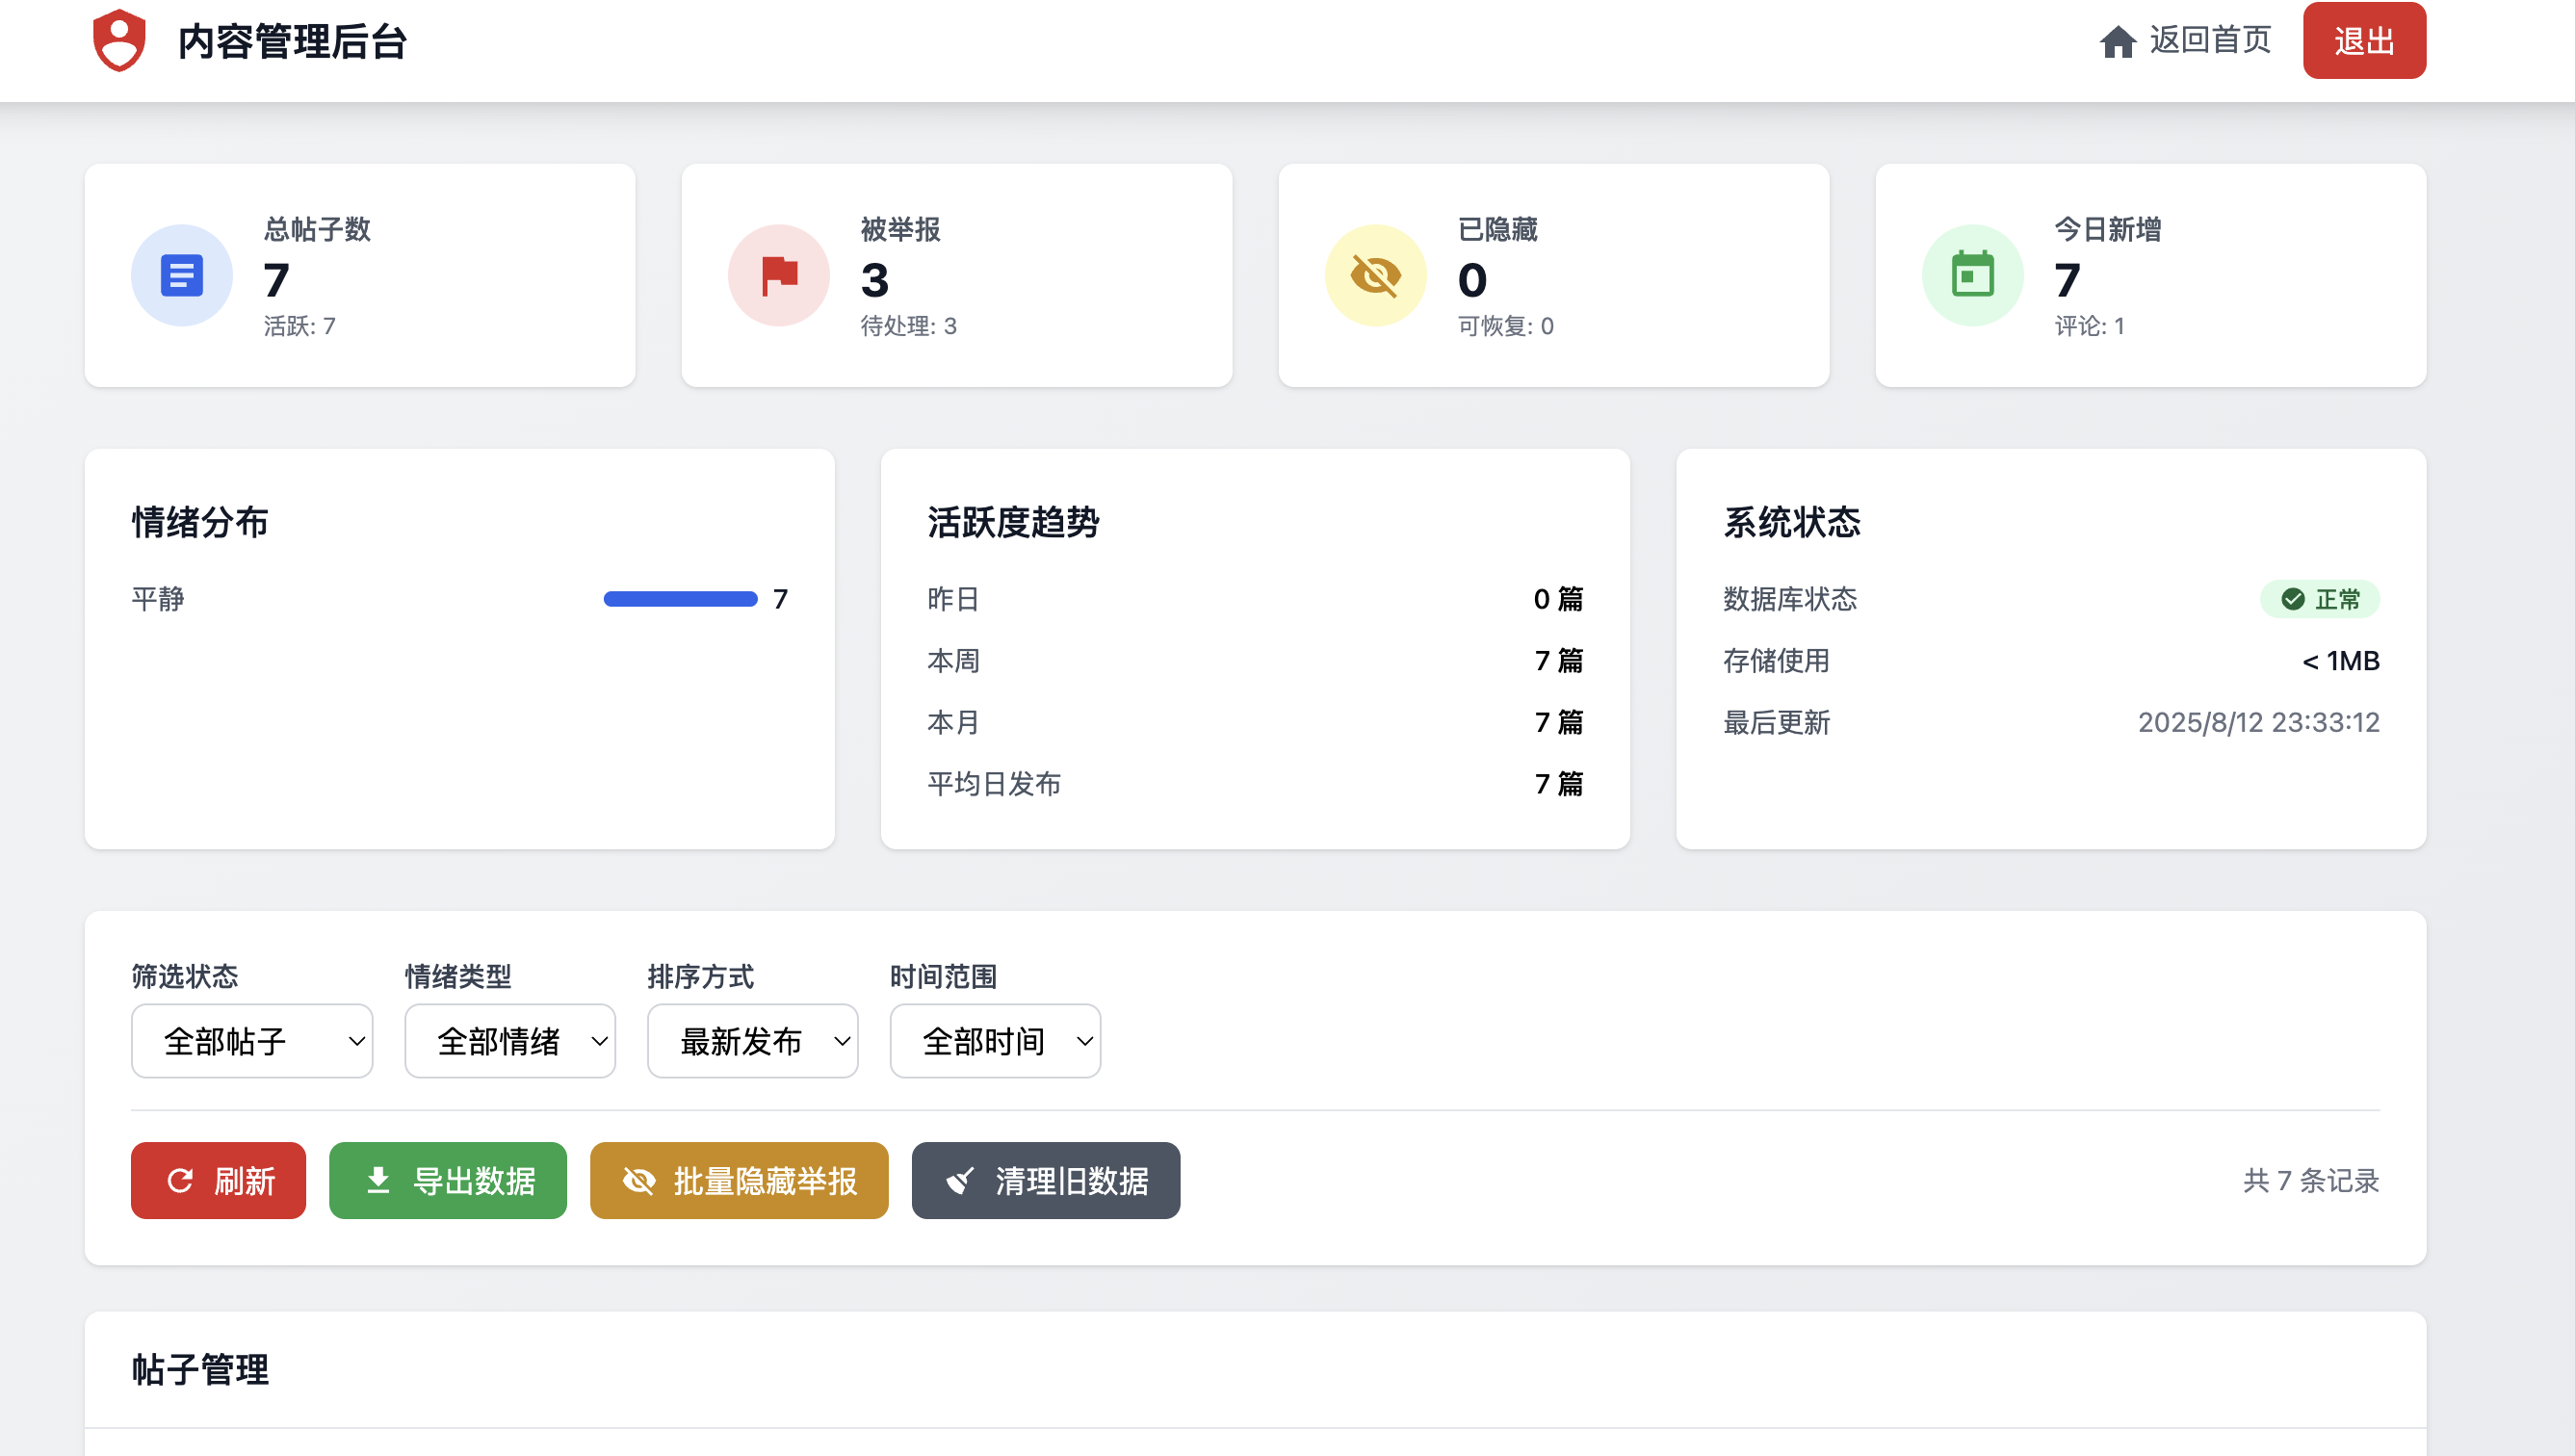 内容管理后台
返回首页
退出
总帖子数
7
活跃: 7
被举报
3
待处理: 3
已隐藏
0
可恢复: 0
今日新增
7
评论: 1
情绪分布
平静 7
活跃度趋势
昨日 0 篇
本周 7 篇
本月 7 篇
平均日发布 7 篇
系统状态
数据库状态 正常
存储使用 < 1MB
最后更新 2025/8/12 23:33:12
筛选状态 情绪类型 排序方式 时间范围
全部帖子 全部情绪 最新发布 全部时间
刷新 导出数据 批量隐藏举报 清理旧数据 共 7 条记录
帖子管理